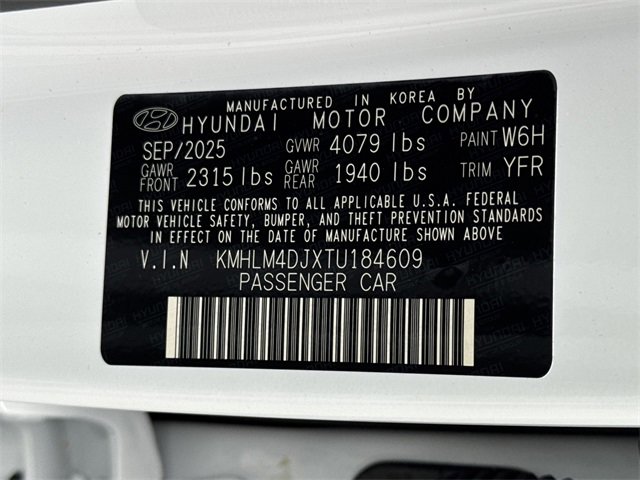 MANUFACTURED IN KOREA BY
HYUNDAI MOTOR COMPANY
SEP/2025 GVWR 4079 lbs PAINT W6H
GAWR FRONT 2315 lbs GAWR REAR 1940 lbs TRIM YFR
THIS VEHICLE CONFORMS TO ALL APPLICABLE U.S.A. FEDERAL
MOTOR VEHICLE SAFETY, BUMPER, AND THEFT PREVENTION STANDARDS
IN EFFECT ON THE DATE OF MANUFACTURE SHOWN ABOVE
V.I.N KMHLM4DJXTU184609
PASSENGER CAR